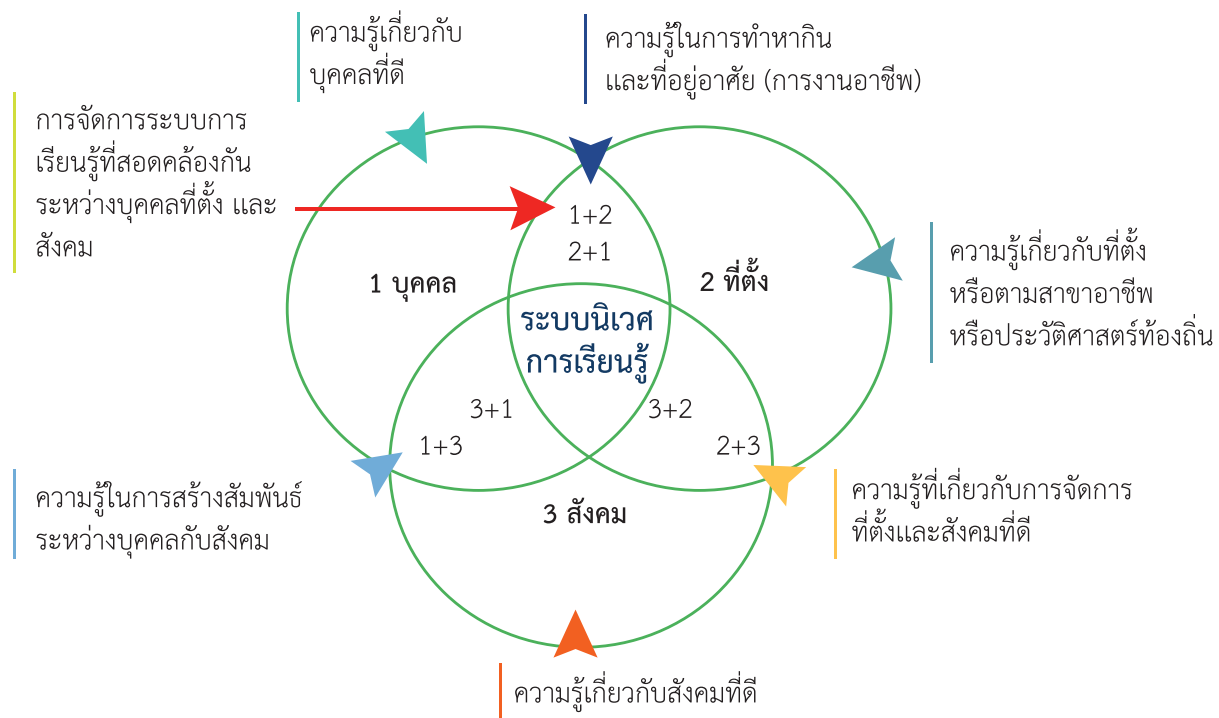 ความรู้เกี่ยวกับ
บุคคลที่ดี
ความรู้ในการทำหากิน
และที่อยู่อาศัย (การงานอาชีพ)
การจัดการระบบการ
เรียนรู้ที่สอดคล้องกัน
ระหว่างบุคคลที่ตั้ง และ
สังคม
1+2
2+1
1 บุคคล
2 ที่ตั้ง
ความรู้เกี่ยวกับที่ตั้ง
หรือตามสาขาอาชีพ
หรือประวัติศาสตร์ท้องถิ่น
ระบบนิเวศ
การเรียนรู้
3+1
1+3
3+2
2+3
3 สังคม
ความรู้ในการสร้างสัมพันธ์
ระหว่างบุคคลกับสังคม
ความรู้ที่เกี่ยวกับการจัดการ
ที่ตั้งและสังคมที่ดี
ความรู้เกี่ยวกับสังคมที่ดี